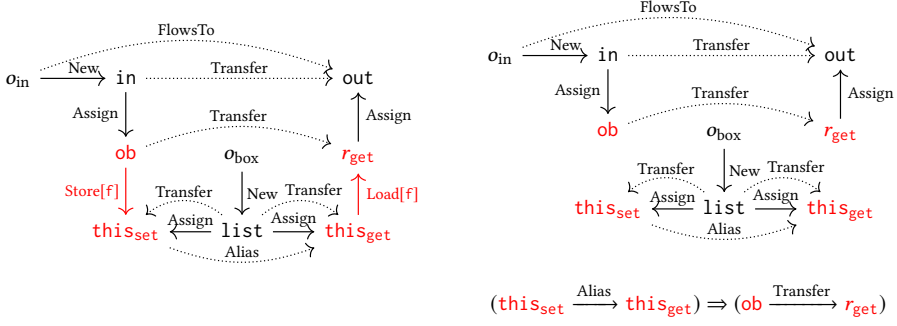 FlowsTo
o_in New in Transfer out
Assign Transfer Assign
ob o_box r_get
Store[f] Transfer New Transfer Load[f]
this_set Assign list Assign this_get
Alias
FlowsTo
o_in New in Transfer out
Assign Transfer Assign
ob o_box r_get
Transfer New Transfer
this_set Assign list Assign this_get
Alias
(this_set Alias⟶ this_get) ⇒ (ob Transfer⟶ r_get)